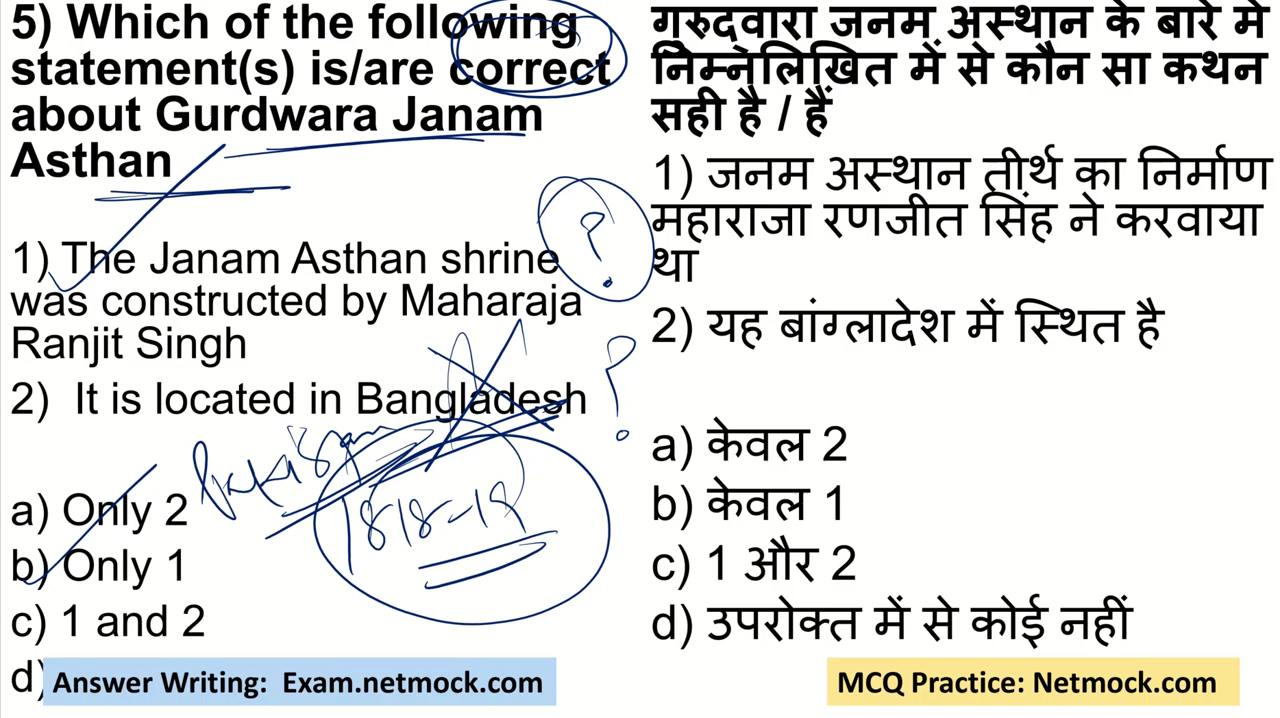 5) Which of the following
statement(s) is/are correct
about Gurdwara Janam
Asthan
1) The Janam Asthan shrine
was constructed by Maharaja
Ranjit Singh
2) It is located in Bangladesh
a) Only 2
b) Only 1
c) 1 and 2
d)
?
?
Pakistan
1818-19
गुरुद्वारा जनम अस्थान के बारे मे
निम्नलिखित में से कौन सा कथन
सही है / हैं
1) जनम अस्थान तीर्थ का निर्माण
महाराजा रणजीत सिंह ने करवाया
था
2) यह बांग्लादेश में स्थित है
a) केवल 2
b) केवल 1
c) 1 और 2
d) उपरोक्त में से कोई नहीं
Answer Writing: Exam.netmock.com
MCQ Practice: Netmock.com